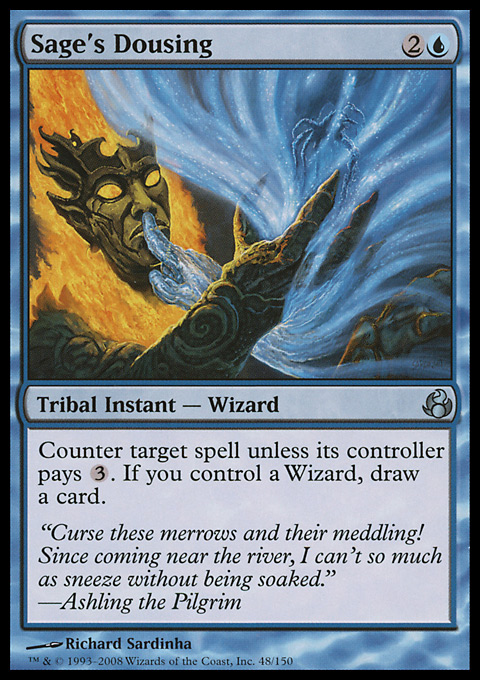 Sage's Dousing 2
Tribal Instant — Wizard
Counter target spell unless its controller
pays 3. If you control a Wizard, draw
a card.
“Curse these merrows and their meddling!
Since coming near the river, I can't so much
as sneeze without being soaked.”
—Ashling the Pilgrim
Richard Sardinha
™ & © 1993–2008 Wizards of the Coast, Inc. 48/150